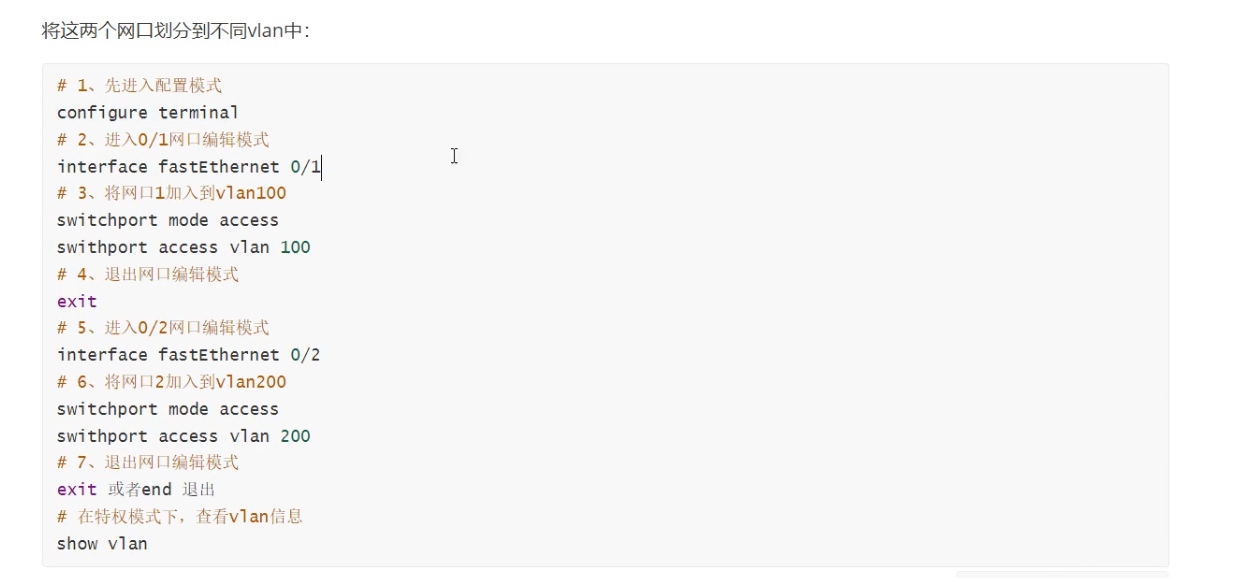 将这两个网口划分到不同vlan中：
# 1、先进入配置模式
configure terminal
# 2、进入0/1网口编辑模式
interface fastEthernet 0/1
# 3、将网口1加入到vlan100
switchport mode access
swithport access vlan 100
# 4、退出网口编辑模式
exit
# 5、进入0/2网口编辑模式
interface fastEthernet 0/2
# 6、将网口2加入到vlan200
switchport mode access
swithport access vlan 200
# 7、退出网口编辑模式
exit 或者end 退出
# 在特权模式下，查看vlan信息
show vlan